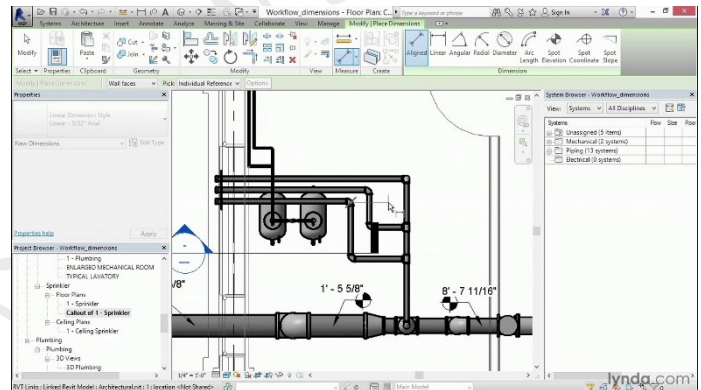 Workflow_dimensions - Floor Plan: C...
Type a keyword or phrase
Sign In
Systems Architecture Insert Annotate Analyze Massing & Site Collaborate View Manage Modify | Place Dimensions
Modify
Paste
Cut
Join
Aligned Linear Angular Radial Diameter Arc Length Spot Elevation Spot Coordinate Spot Slope
Select Properties Clipboard Geometry Modify View Measure Create Dimension
Modify | Place Dimensions Wall faces Pick: Individual References Options
Properties
Linear Dimension Style
Linear - 3/32" Arial
New Dimensions Edit Type
Properties help Apply
Project Browser - Workflow_dimensions
1 - Plumbing
ENLARGED MECHANICAL ROOM
TYPICAL LAVATORY
Sprinkler
Floor Plans
1 - Sprinkler
Callout of 1 - Sprinkler
Ceiling Plans
1 - Ceiling Sprinkler
Plumbing
Plumbing
3D Views
3D Plumbing
/8"
1' - 5 5/8"
8' - 7 11/16"
System Browser - Workflow_dimensions
View: Systems All Disciplines
Systems Flow Size
Unassigned (5 items)
Mechanical (2 systems)
Piping (13 systems)
Electrical (0 systems)
1/4" = 1'-0"
RVT Links : Linked Revit Model : Architectural.rvt : 1 : location <Not Shared>
Main Model
lynda.com